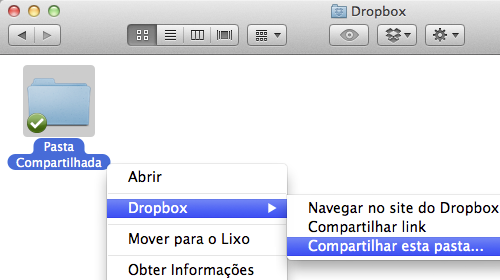 Dropbox
Pasta
Compartilhada
Abrir
Dropbox
Navegar no site do Dropbox
Compartilhar link
Compartilhar esta pasta...
Mover para o Lixo
Obter Informações